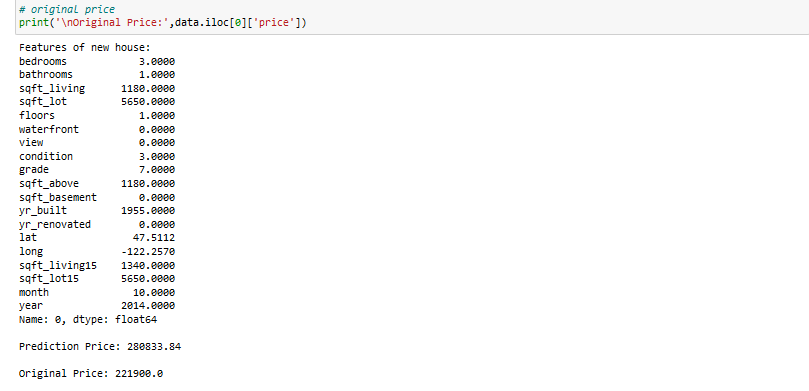 # original price
print('\nOriginal Price:',data.iloc[0]['price'])
Features of new house:
bedrooms 3.0000
bathrooms 1.0000
sqft_living 1180.0000
sqft_lot 5650.0000
floors 1.0000
waterfront 0.0000
view 0.0000
condition 3.0000
grade 7.0000
sqft_above 1180.0000
sqft_basement 0.0000
yr_built 1955.0000
yr_renovated 0.0000
lat 47.5112
long -122.2570
sqft_living15 1340.0000
sqft_lot15 5650.0000
month 10.0000
year 2014.0000
Name: 0, dtype: float64
Prediction Price: 280833.84
Original Price: 221900.0